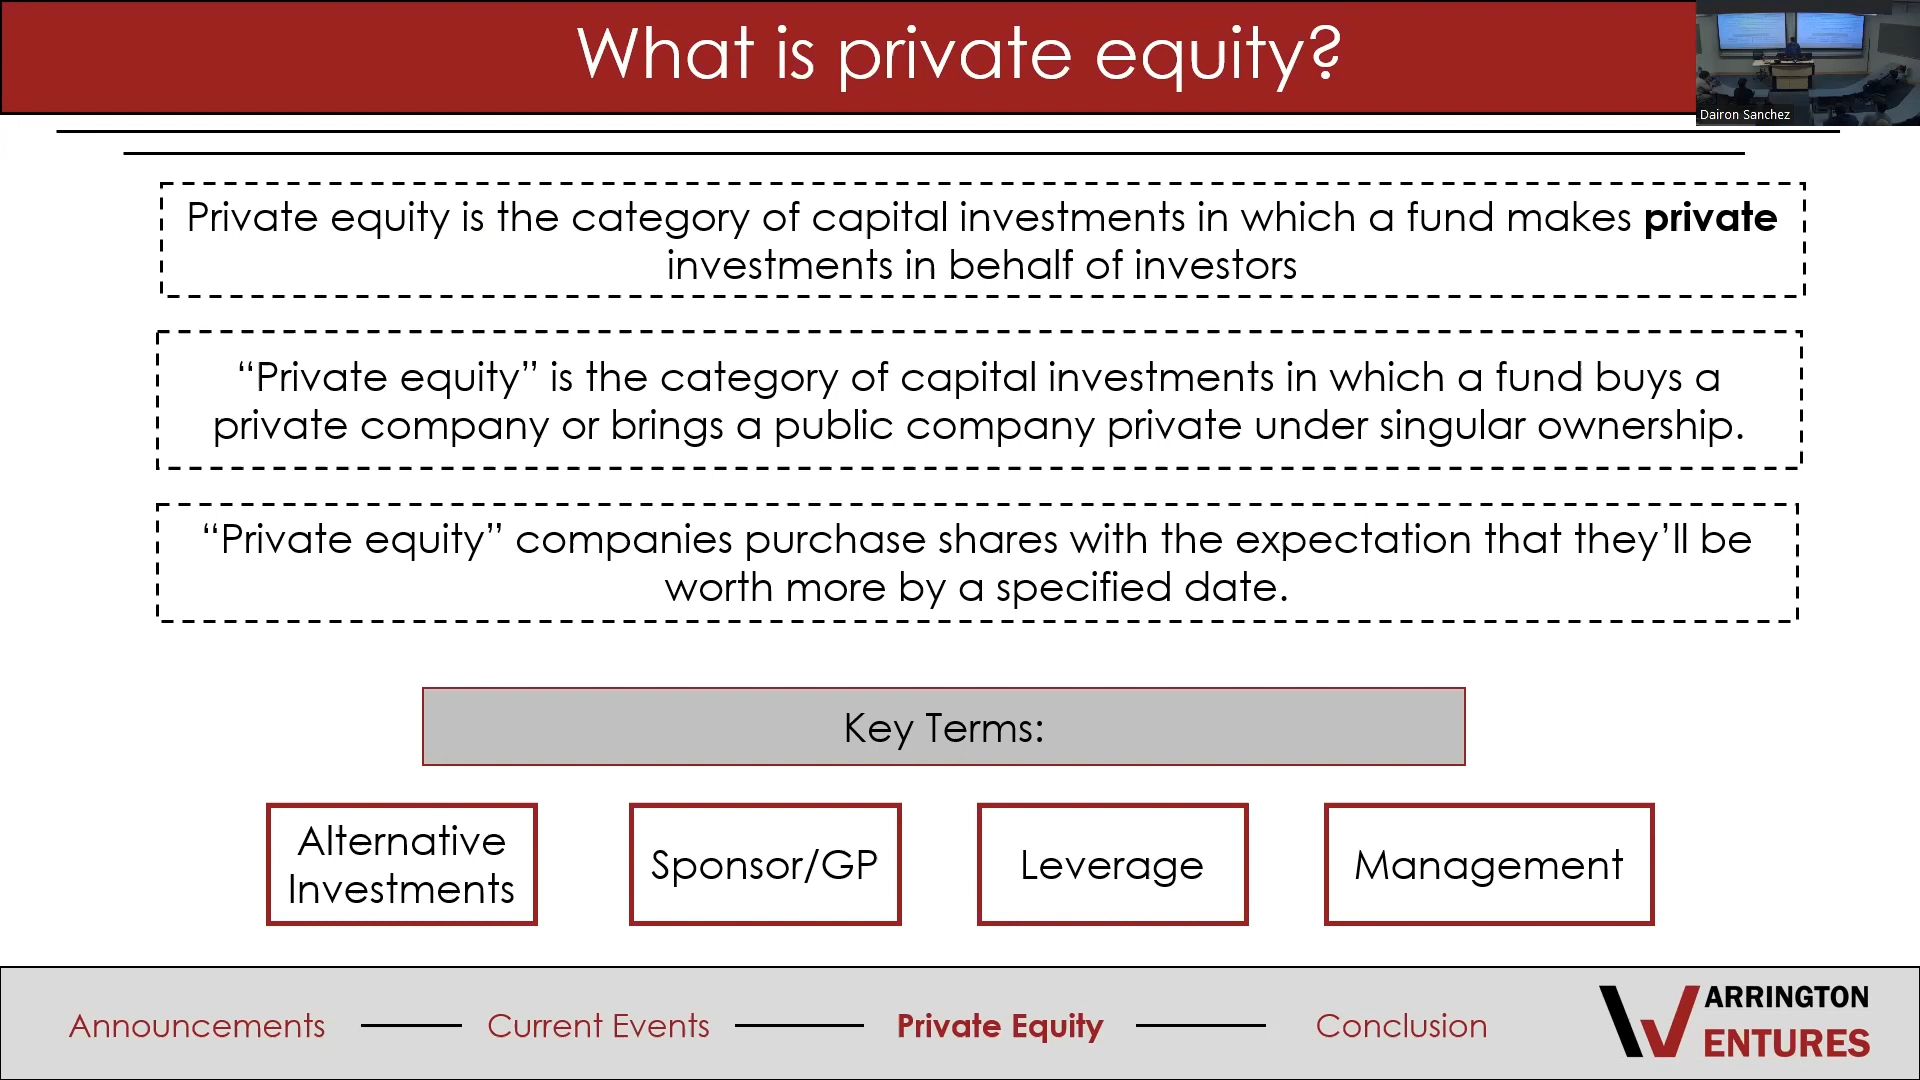 What is private equity?
Dairon Sanchez
Private equity is the category of capital investments in which a fund makes private
investments in behalf of investors
“Private equity” is the category of capital investments in which a fund buys a
private company or brings a public company private under singular ownership.
“Private equity” companies purchase shares with the expectation that they’ll be
worth more by a specified date.
Key Terms:
Alternative
Investments
Sponsor/GP
Leverage
Management
Announcements
Current Events
Private Equity
Conclusion
WARRINGTON
VENTURES